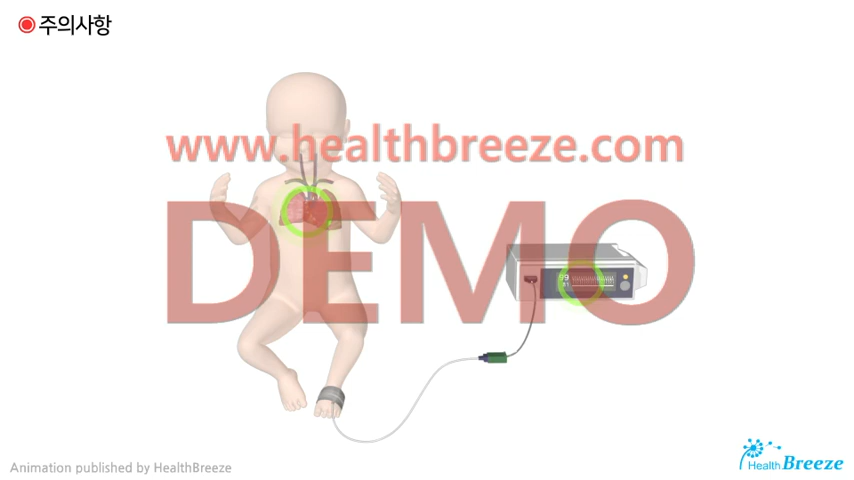 주의사항
www.healthbreeze.com
DEMO
Animation published by HealthBreeze
Health Breeze